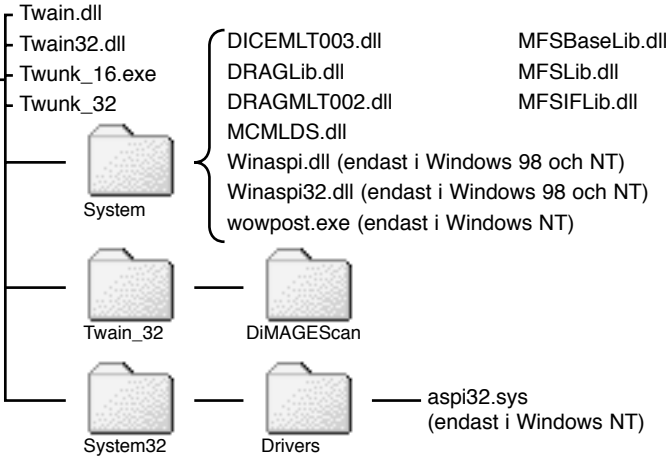 Twain.dll
Twain32.dll
Twunk_16.exe
Twunk_32
System
DICEMLT003.dll
DRAGLib.dll
DRAGMLT002.dll
MCMLDS.dll
Winaspi.dll (endast i Windows 98 och NT)
Winaspi32.dll (endast i Windows 98 och NT)
wowpost.exe (endast i Windows NT)
MFSBaseLib.dll
MFSLib.dll
MFSIFLib.dll
Twain_32
DiMAGEScan
System32
Drivers
aspi32.sys
(endast i Windows NT)